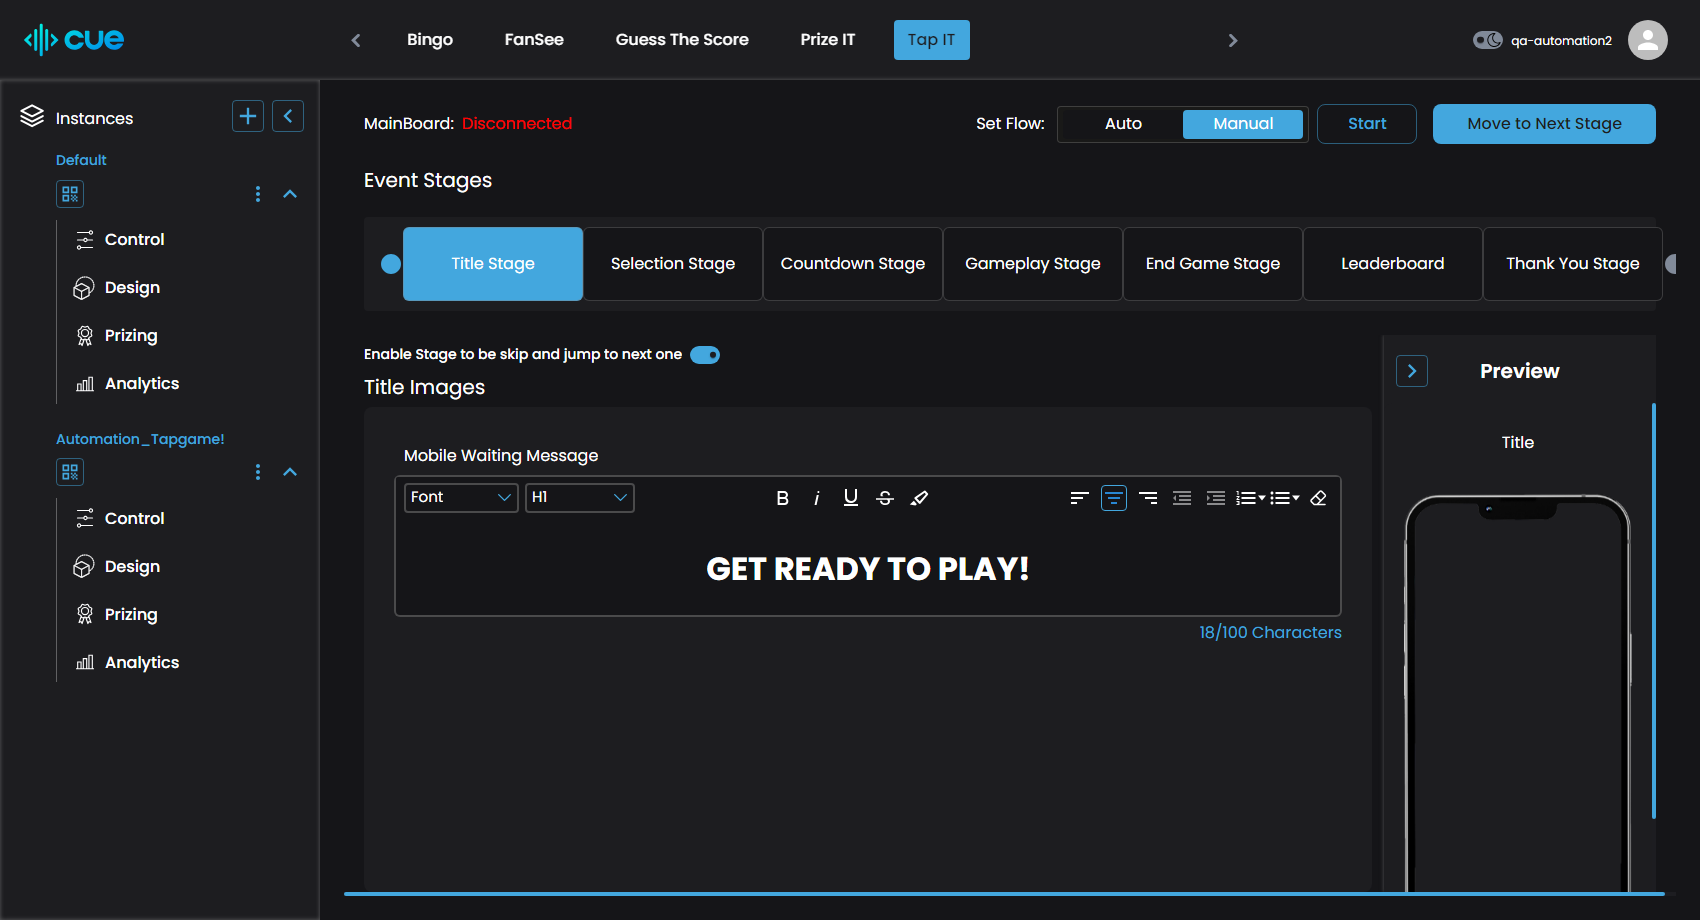 cue
Bingo
FanSee
Guess The Score
Prize IT
Tap IT
qa-automation2
Instances
Default
Control
Design
Prizing
Analytics
Automation_Tapgame!
Control
Design
Prizing
Analytics
MainBoard: Disconnected
Set Flow:
Auto
Manual
Start
Move to Next Stage
Event Stages
Title Stage
Selection Stage
Countdown Stage
Gameplay Stage
End Game Stage
Leaderboard
Thank You Stage
Enable Stage to be skip and jump to next one
Title Images
Mobile Waiting Message
Font
H1
B
i
U
S
GET READY TO PLAY!
18/100 Characters
Preview
Title